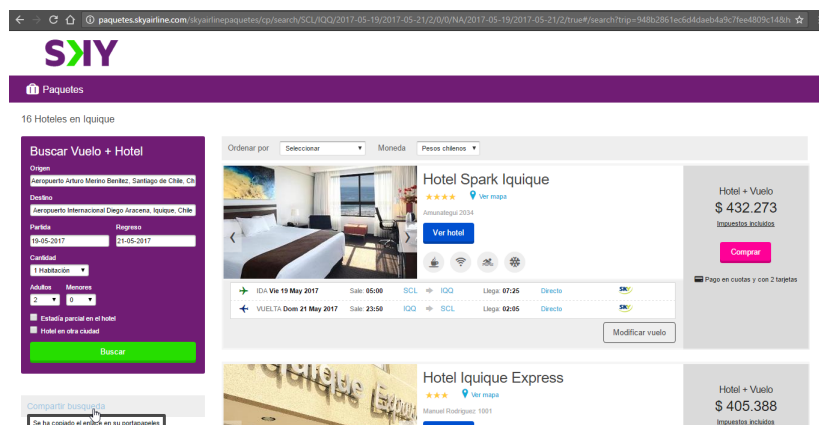 paquetes.skyairline.com/skyairlinepaquetes/cp/search/SCL/IQQ/2017-05-19/2017-05-21/2/0/0/NA/2017-05-19/2017-05-21/2/true#/search?trip=948b2861ec6d4daeb4a9c7fee4809c14&h
SKY
Paquetes
16 Hoteles en Iquique
Buscar Vuelo + Hotel
Origen
Aeropuerto Arturo Merino Benítez, Santiago de Chile, Ch
Destino
Aeropuerto Internacional Diego Aracena, Iquique, Chile
Partida Regreso
19-05-2017 21-05-2017
Cantidad
1 Habitación
Adultos Menores
2 0
Estadía parcial en el hotel
Hotel en otra ciudad
Buscar
Compartir busqueda
Se ha copiado el enlace en su portapapeles
Ordenar por Seleccionar Moneda Pesos chilenos
Hotel Spark Iquique
Ver mapa
Amunategui 2034
Ver hotel
Hotel + Vuelo
$ 432.273
Impuestos incluidos
Comprar
Pago en cuotas y con 2 tarjetas
IDA Vie 19 May 2017 Sale: 05:00 SCL IQQ Llega: 07:25 Directo SKY
VUELTA Dom 21 May 2017 Sale: 23:50 IQQ SCL Llega: 02:05 Directo SKY
Modificar vuelo
Iquique
Hotel Iquique Express
Ver mapa
Manuel Rodriguez 1001
Hotel + Vuelo
$ 405.388
Impuestos incluidos